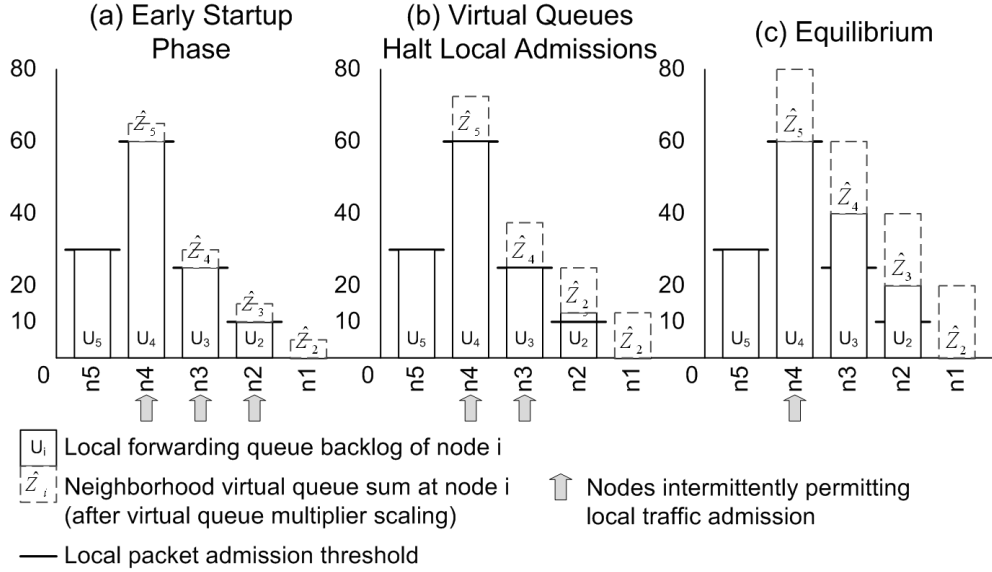 (a) Early Startup Phase
(b) Virtual Queues Halt Local Admissions
(c) Equilibrium
80
60
40
20
10
0
Ẑ5
Ẑ4
Ẑ3
Ẑ2
U5
U4
U3
U2
n5
n4
n3
n2
n1
80
60
40
20
10
0
Ẑ5
Ẑ4
Ẑ2
U5
U4
U3
U2
n5
n4
n3
n2
n1
80
60
40
20
10
0
Ẑ5
Ẑ4
Ẑ3
Ẑ2
U5
U4
U3
U2
n5
n4
n3
n2
n1
Ui Local forwarding queue backlog of node i
Ẑi Neighborhood virtual queue sum at node i
(after virtual queue multiplier scaling)
Local packet admission threshold
Nodes intermittently permitting
local traffic admission